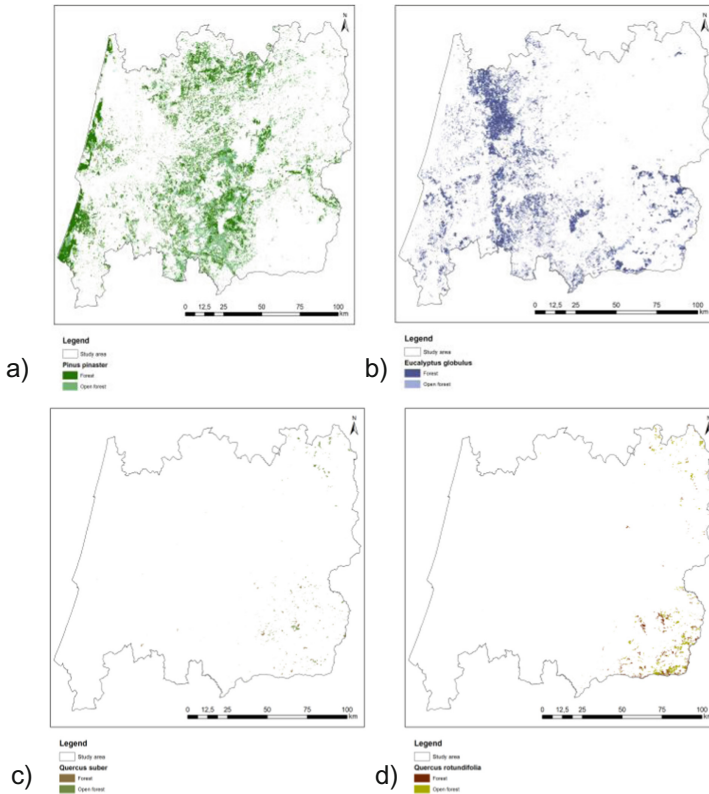 N
0 12,5 25 50 75 100
km
Legend
Study area
Pinus pinaster
Forest
Open forest
a)
N
0 12,5 25 50 75 100
km
Legend
Study area
Eucalyptus globulus
Forest
Open forest
b)
N
0 12,5 25 50 75 100
km
Legend
Study area
Quercus suber
Forest
Open forest
c)
N
0 12,5 25 50 75 100
km
Legend
Study area
Quercus rotundifolia
Forest
Open forest
d)